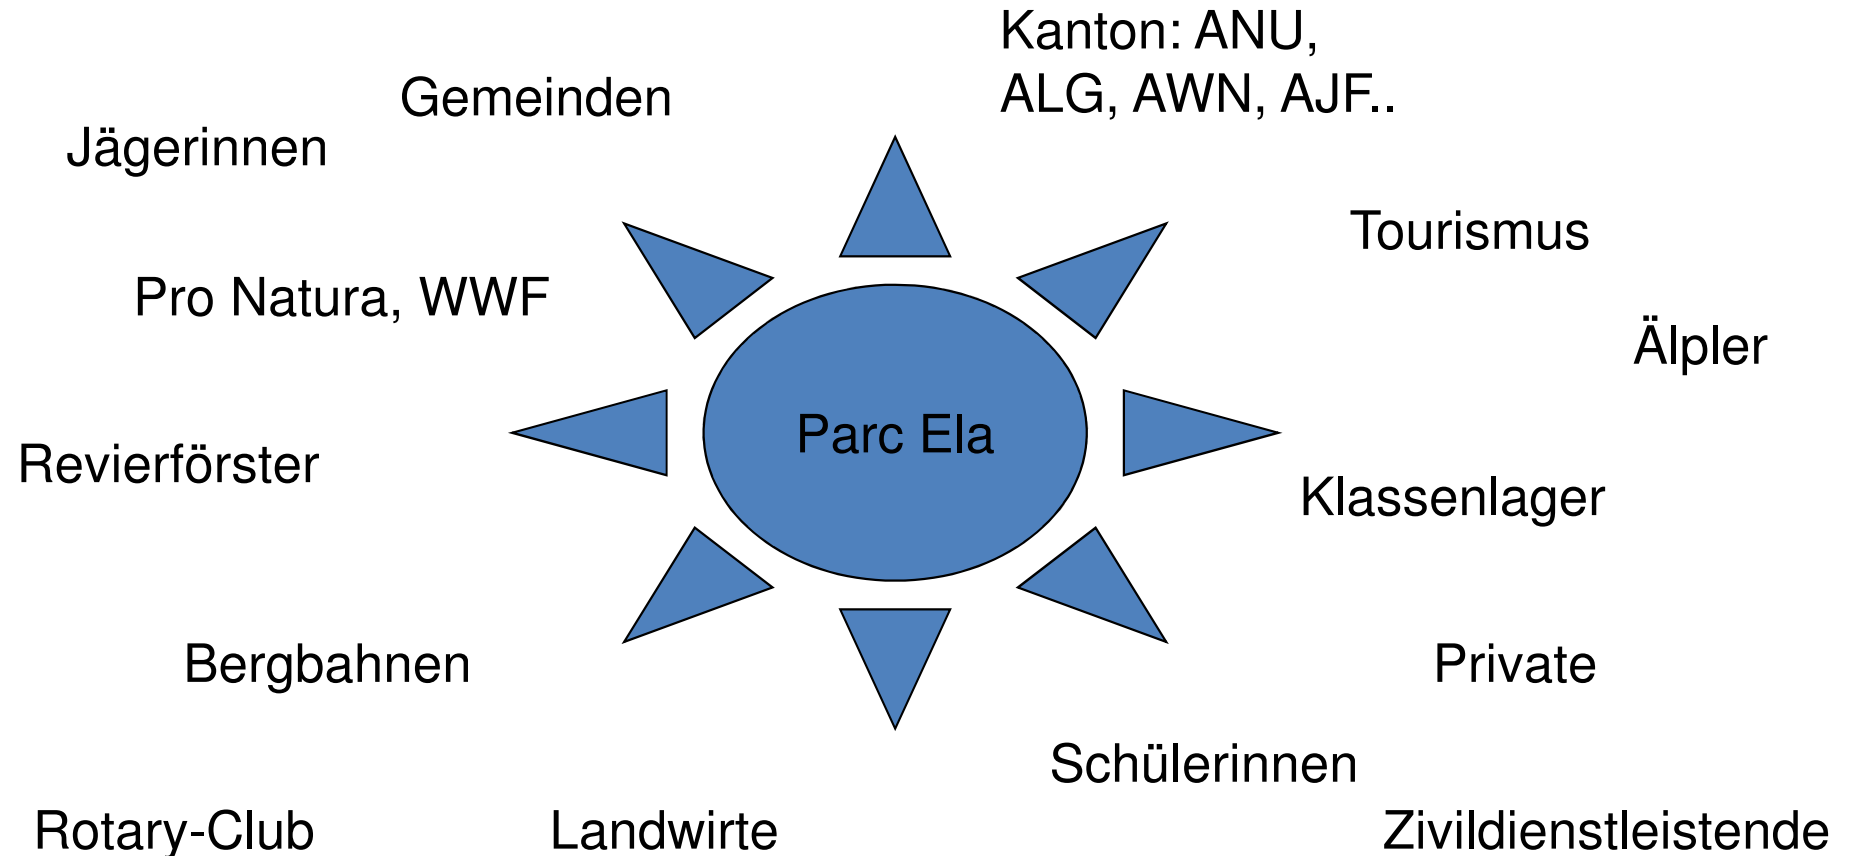 Kanton: ANU,
ALG, AWN, AJF..
Gemeinden
Jägerinnen
Tourismus
Pro Natura, WWF
Älpler
Parc Ela
Revierförster
Klassenlager
Bergbahnen
Private
Schülerinnen
Rotary-Club
Landwirte
Zivildienstleistende